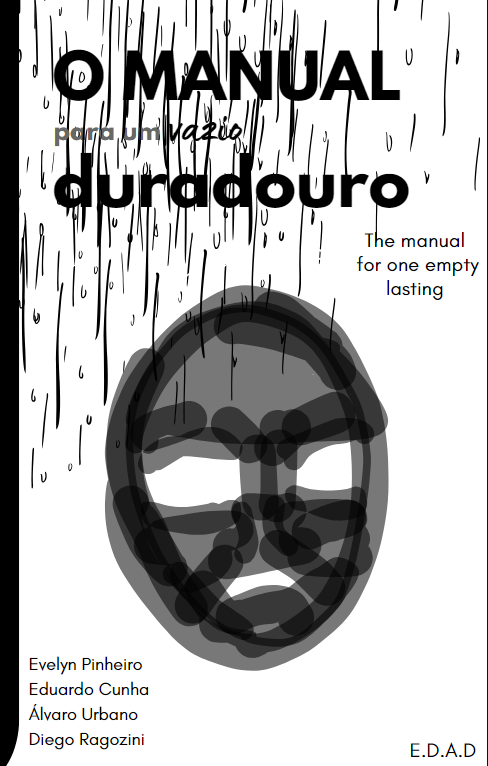 O MANUAL
para um vazio
duradouro
The manual
for one empty
lasting
Evelyn Pinheiro
Eduardo Cunha
Álvaro Urbano
Diego Ragozini
E.D.A.D